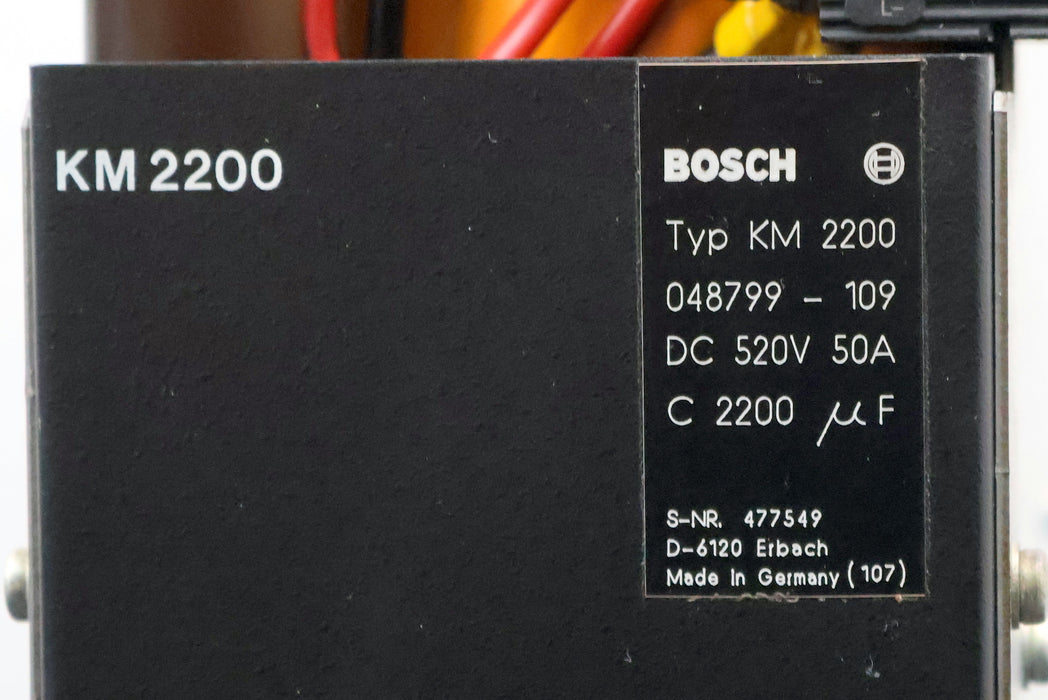 KM 2200
BOSCH
Typ KM 2200
048799 - 109
DC 520V 50A
C 2200 µF
S-NR. 477549
D-6120 Erbach
Made In Germany (107)
L-